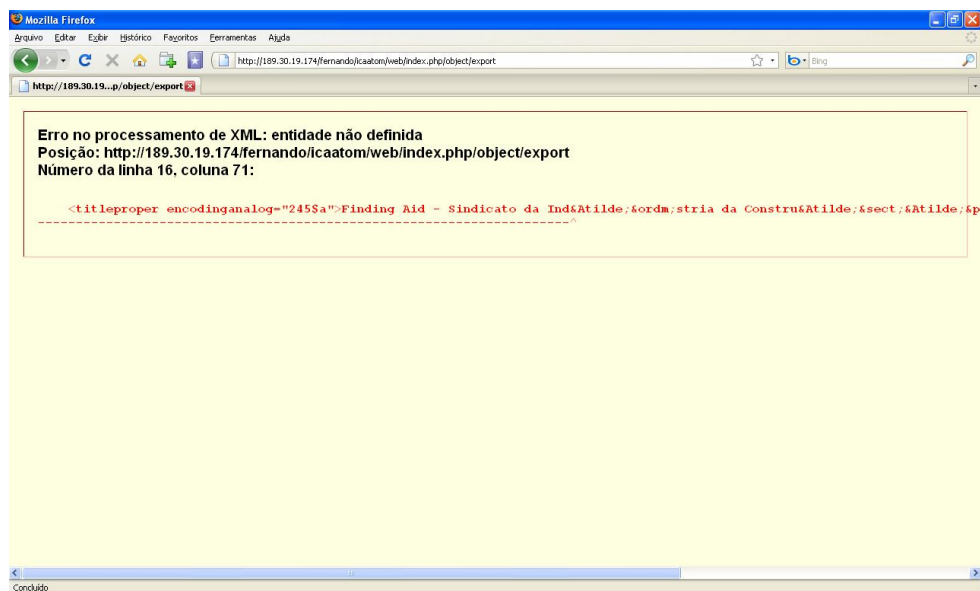 Mozilla Firefox
Arquivo Editar Exibir Histórico Favoritos Ferramentas Ajuda
http://189.30.19.174/fernando/icaatom/web/index.php/object/export
Bing
http://189.30.19...p/object/export
Erro no processamento de XML: entidade não definida
Posição: http://189.30.19.174/fernando/icaatom/web/index.php/object/export
Número da linha 16, coluna 71:
<titleproper encodinganalog="245$a">Finding Aid - Sindicato da Ind&Atilde;&ordm;stria da Constru&Atilde;&sect;&Atilde;&p
--------------------------------------------------------------------------^
Concluído